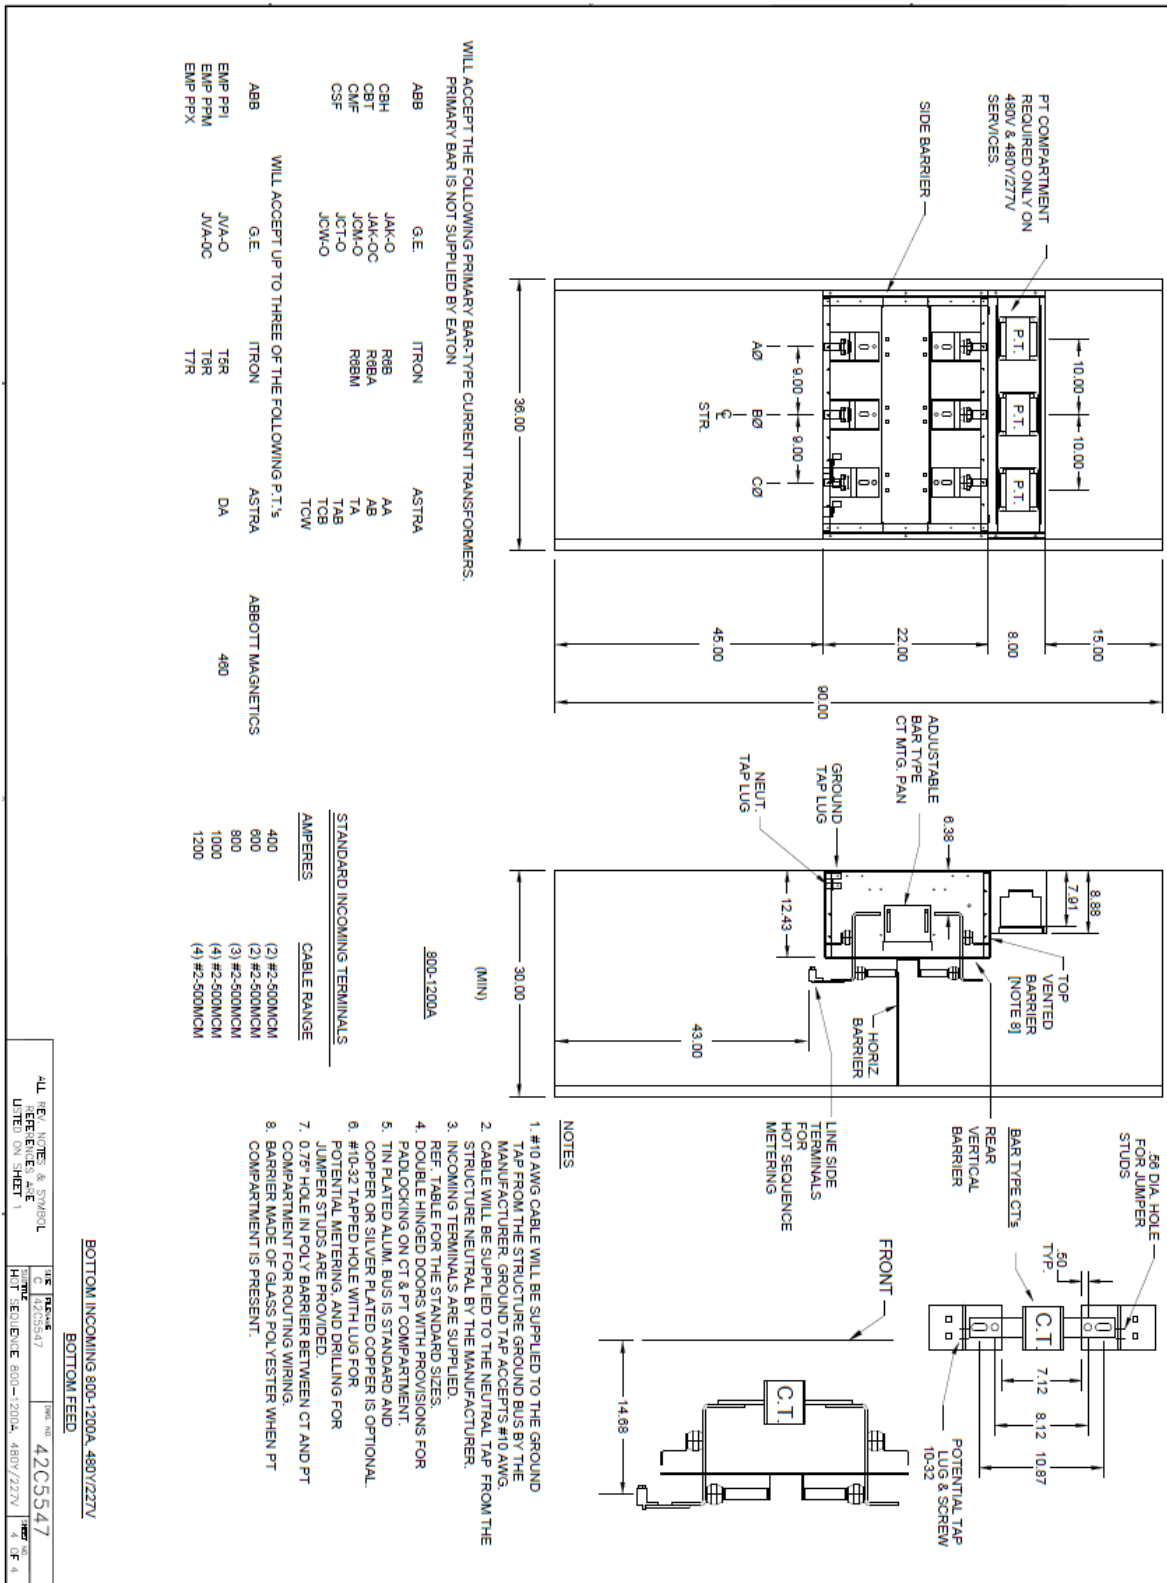 PT COMPARTMENT
REQUIRED ONLY ON
480V & 480Y/277V
SERVICES.
SIDE BARRIER
P.T.
P.T.
P.T.
10.00
10.00
9.00
9.00
AØ
BØ
CØ
℄
STR.
36.00
15.00
8.00
22.00
45.00
90.00
8.88
7.91
6.38
12.43
ADJUSTABLE
BAR TYPE
CT MTG. PAN
GROUND
TAP LUG
NEUT.
TAP LUG
TOP
VENTED
BARRIER
[NOTE 8]
HORIZ.
BARRIER
43.00
30.00
(MIN)
800-1200A
REAR
VERTICAL
BARRIER
LINE SIDE
TERMINALS
FOR
HOT SEQUENCE
METERING
.56 DIA. HOLE
FOR JUMPER
STUDS
BAR TYPE CT's
.50
TYP.
C.T.
7.12
8.12
10.87
POTENTIAL TAP
LUG & SCREW
10-32
FRONT
C.T.
14.68
WILL ACCEPT THE FOLLOWING PRIMARY BAR-TYPE CURRENT TRANSFORMERS.
PRIMARY BAR IS NOT SUPPLIED BY EATON
ABB G.E. ITRON ASTRA
CBH JAK-O R6B AA
CBT JAK-OC R6BA AB
CMF JCM-O R6BM TA
CSF JCT-O TAB
JCW-O TCB
TCW
WILL ACCEPT UP TO THREE OF THE FOLLOWING P.T.'s
ABB G.E. ITRON ASTRA ABBOTT MAGNETICS
EMP PPI JVA-O T5R DA 460
EMP PPM JVA-0C T6R
EMP PPX T7R
STANDARD INCOMING TERMINALS
AMPERES CABLE RANGE
400 (2) #2-500MCM
600 (2) #2-500MCM
800 (3) #2-500MCM
1000 (4) #2-500MCM
1200 (4) #2-500MCM
NOTES
1. #10 AWG CABLE WILL BE SUPPLIED TO THE GROUND
TAP FROM THE STRUCTURE GROUND BUS BY THE
MANUFACTURER. GROUND TAP ACCEPTS #10 AWG.
2. CABLE WILL BE SUPPLIED TO THE NEUTRAL TAP FROM THE
STRUCTURE NEUTRAL BY THE MANUFACTURER.
3. INCOMING TERMINALS ARE SUPPLIED.
REF. TABLE FOR THE STANDARD SIZES.
4. DOUBLE HINGED DOORS WITH PROVISIONS FOR
PADLOCKING ON CT & PT COMPARTMENT.
5. TIN PLATED ALUM. BUS IS STANDARD AND
COPPER OR SILVER PLATED COPPER IS OPTIONAL.
6. #10-32 TAPPED HOLE WITH LUG FOR
POTENTIAL METERING, AND DRILLING FOR
JUMPER STUDS ARE PROVIDED.
7. 0.75" HOLE IN POLY BARRIER BETWEEN CT AND PT
COMPARTMENT FOR ROUTING WIRING.
8. BARRIER MADE OF GLASS POLYESTER WHEN PT
COMPARTMENT IS PRESENT.
BOTTOM INCOMING 800-1200A, 480Y/227V
BOTTOM FEED
ALL REV. NOTES & SYMBOL
REFERENCES ARE
LISTED ON SHEET 1
SIZE
C
FILENAME
42C5547
DWG. NO.
42C5547
SUBTITLE
HOT SEQUENCE 800-1200A, 480Y/227V
SHEET NO.
4 OF 4